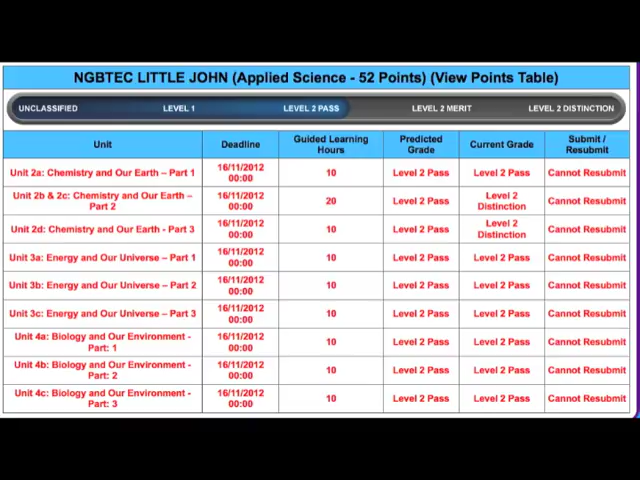 NGBTEC LITTLE JOHN (Applied Science - 52 Points) (View Points Table)
UNCLASSIFIED LEVEL 1 LEVEL 2 PASS LEVEL 2 MERIT LEVEL 2 DISTINCTION
Unit Deadline Guided Learning Hours Predicted Grade Current Grade Submit / Resubmit
Unit 2a: Chemistry and Our Earth – Part 1 16/11/2012 00:00 10 Level 2 Pass Level 2 Pass Cannot Resubmit
Unit 2b & 2c: Chemistry and Our Earth – Part 2 16/11/2012 00:00 20 Level 2 Pass Level 2 Distinction Cannot Resubmit
Unit 2d: Chemistry and Our Earth - Part 3 16/11/2012 00:00 10 Level 2 Pass Level 2 Distinction Cannot Resubmit
Unit 3a: Energy and Our Universe – Part 1 16/11/2012 00:00 10 Level 2 Pass Level 2 Pass Cannot Resubmit
Unit 3b: Energy and Our Universe – Part 2 16/11/2012 00:00 10 Level 2 Pass Level 2 Pass Cannot Resubmit
Unit 3c: Energy and Our Universe – Part 3 16/11/2012 00:00 10 Level 2 Pass Level 2 Pass Cannot Resubmit
Unit 4a: Biology and Our Environment - Part: 1 16/11/2012 00:00 10 Level 2 Pass Level 2 Pass Cannot Resubmit
Unit 4b: Biology and Our Environment - Part: 2 16/11/2012 00:00 10 Level 2 Pass Level 2 Pass Cannot Resubmit
Unit 4c: Biology and Our Environment - Part: 3 16/11/2012 00:00 10 Level 2 Pass Level 2 Pass Cannot Resubmit